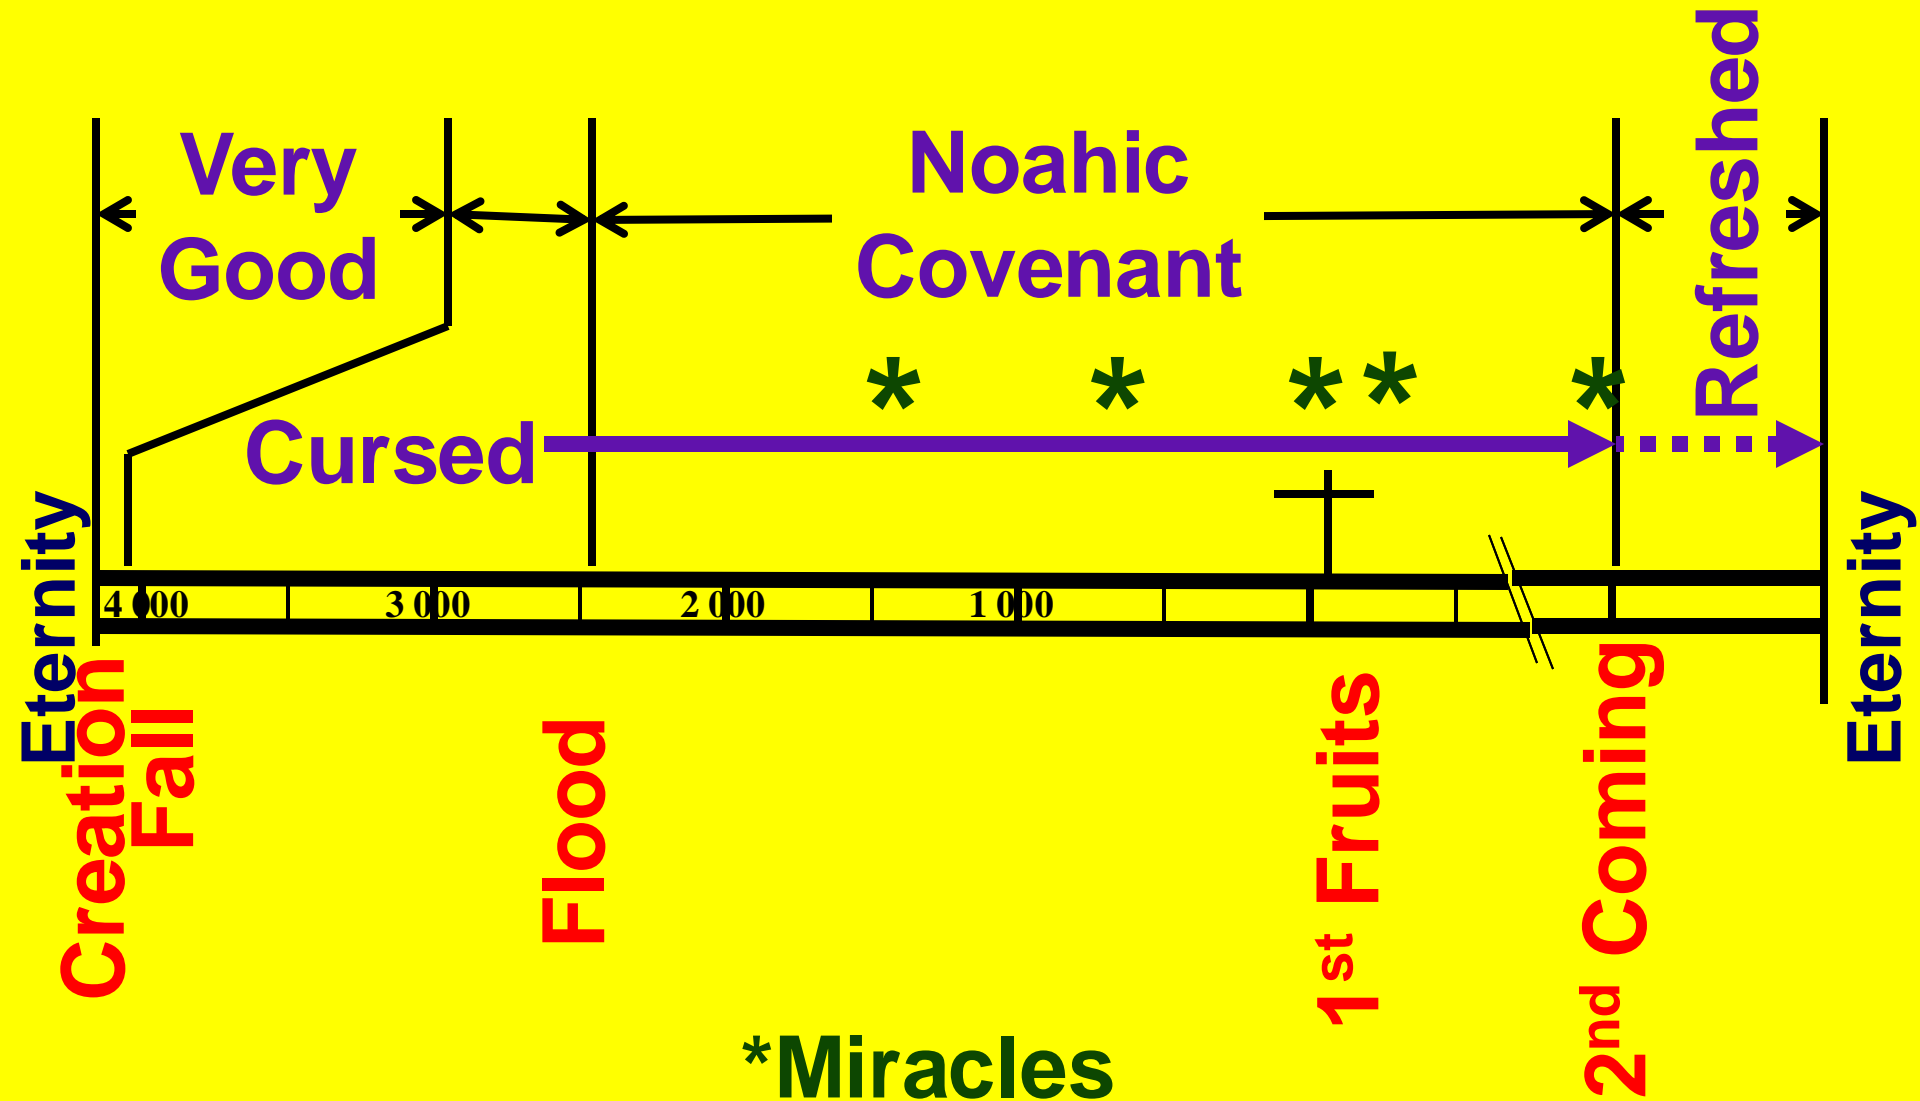 Very
Good
Noahic
Covenant
Refreshed
* * * * *
Cursed
Eternity
Eternity
4 000 3 000 2 000 1 000
Creation
Fall
Flood
1st Fruits
2nd Coming
*Miracles